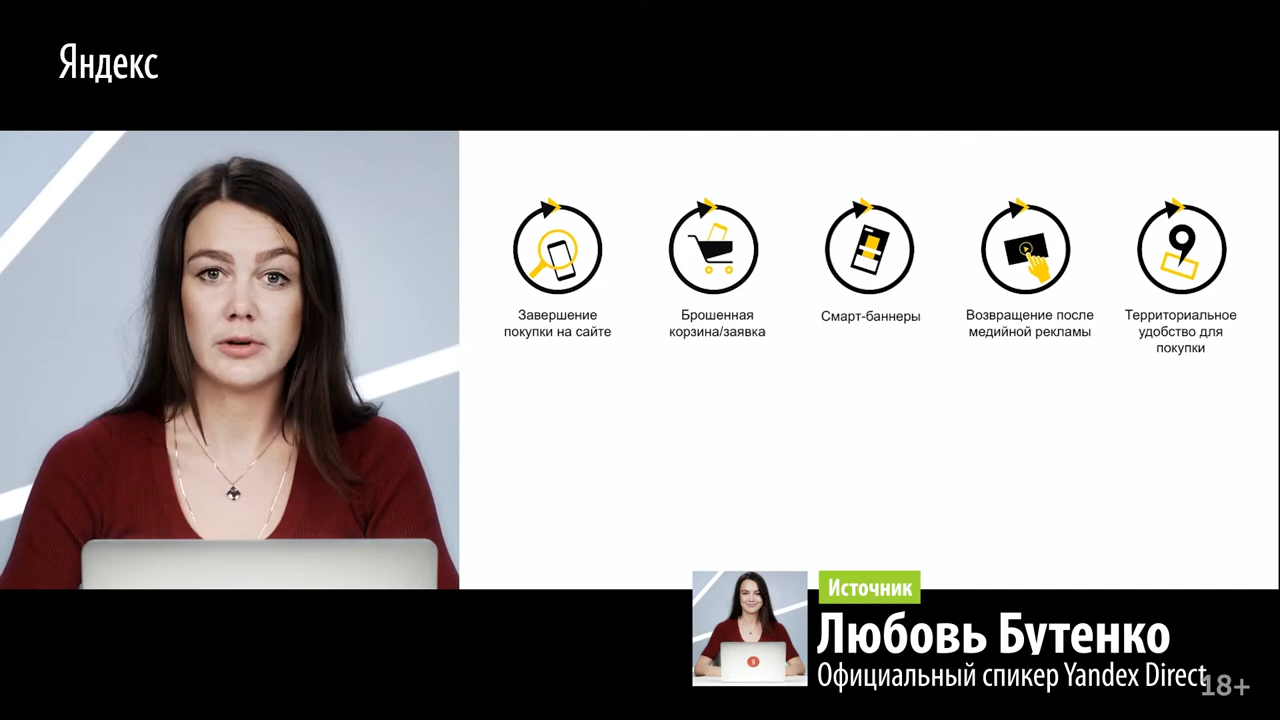 Яндекс
Завершение
покупки на сайте
Брошенная
корзина/заявка
Смарт-баннеры
Возвращение после
медийной рекламы
Территориальное
удобство для
покупки
Источник
Любовь Бутенко
Официальный спикер Yandex Direct
18+